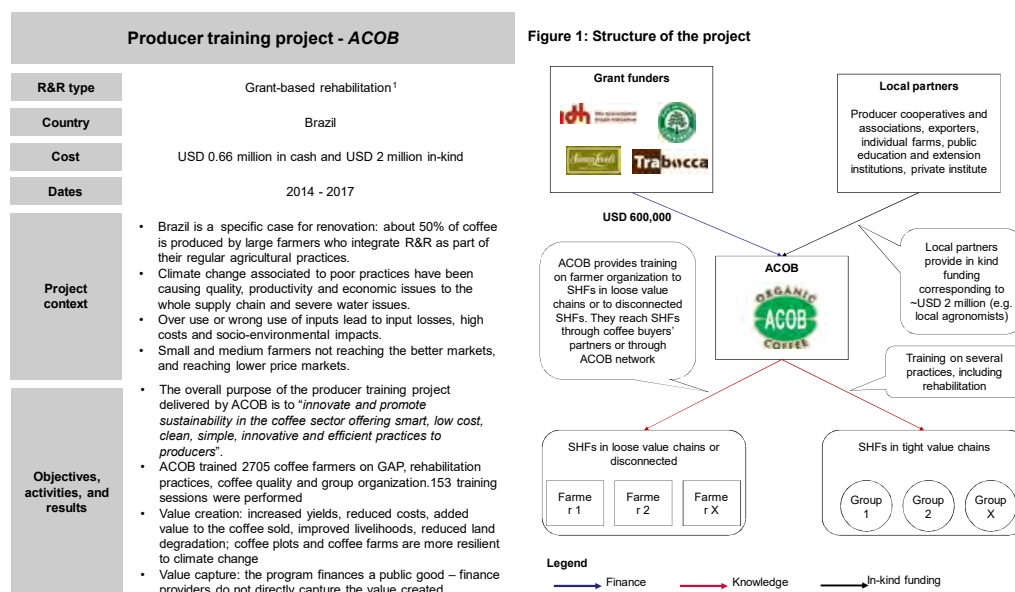 Producer training project - ACOB
R&R type
Grant-based rehabilitation1
Country
Brazil
Cost
USD 0.66 million in cash and USD 2 million in-kind
Dates
2014 - 2017
Project
context
• Brazil is a specific case for renovation: about 50% of coffee
is produced by large farmers who integrate R&R as part of
their regular agricultural practices.
• Climate change associated to poor practices have been
causing quality, productivity and economic issues to the
whole supply chain and severe water issues.
• Over use or wrong use of inputs lead to input losses, high
costs and socio-environmental impacts.
• Small and medium farmers not reaching the better markets,
and reaching lower price markets.
Objectives,
activities, and
results
• The overall purpose of the producer training project
delivered by ACOB is to “innovate and promote
sustainability in the coffee sector offering smart, low cost,
clean, simple, innovative and efficient practices to
producers”.
• ACOB trained 2705 coffee farmers on GAP, rehabilitation
practices, coffee quality and group organization.153 training
sessions were performed
• Value creation: increased yields, reduced costs, added
value to the coffee sold, improved livelihoods, reduced land
degradation; coffee plots and coffee farms are more resilient
to climate change
• Value capture: the program finances a public good – finance
providers do not directly capture the value created
Figure 1: Structure of the project
Grant funders
idh
Simon Lévelt
Trabocca
Local partners
Producer cooperatives and
associations, exporters,
individual farms, public
education and extension
institutions, private institute
USD 600,000
ACOB provides training
on farmer organization to
SHFs in loose value
chains or to disconnected
SHFs. They reach SHFs
through coffee buyers’
partners or through
ACOB network
ACOB
ORGANIC
ACOB
COFFEE
Local partners
provide in kind
funding
corresponding to
~USD 2 million (e.g.
local agronomists)
Training on several
practices, including
rehabilitation
SHFs in loose value chains or
disconnected
Farme
r 1
Farme
r 2
Farme
r X
SHFs in tight value chains
Group
1
Group
2
Group
X
Legend
Finance
Knowledge
In-kind funding